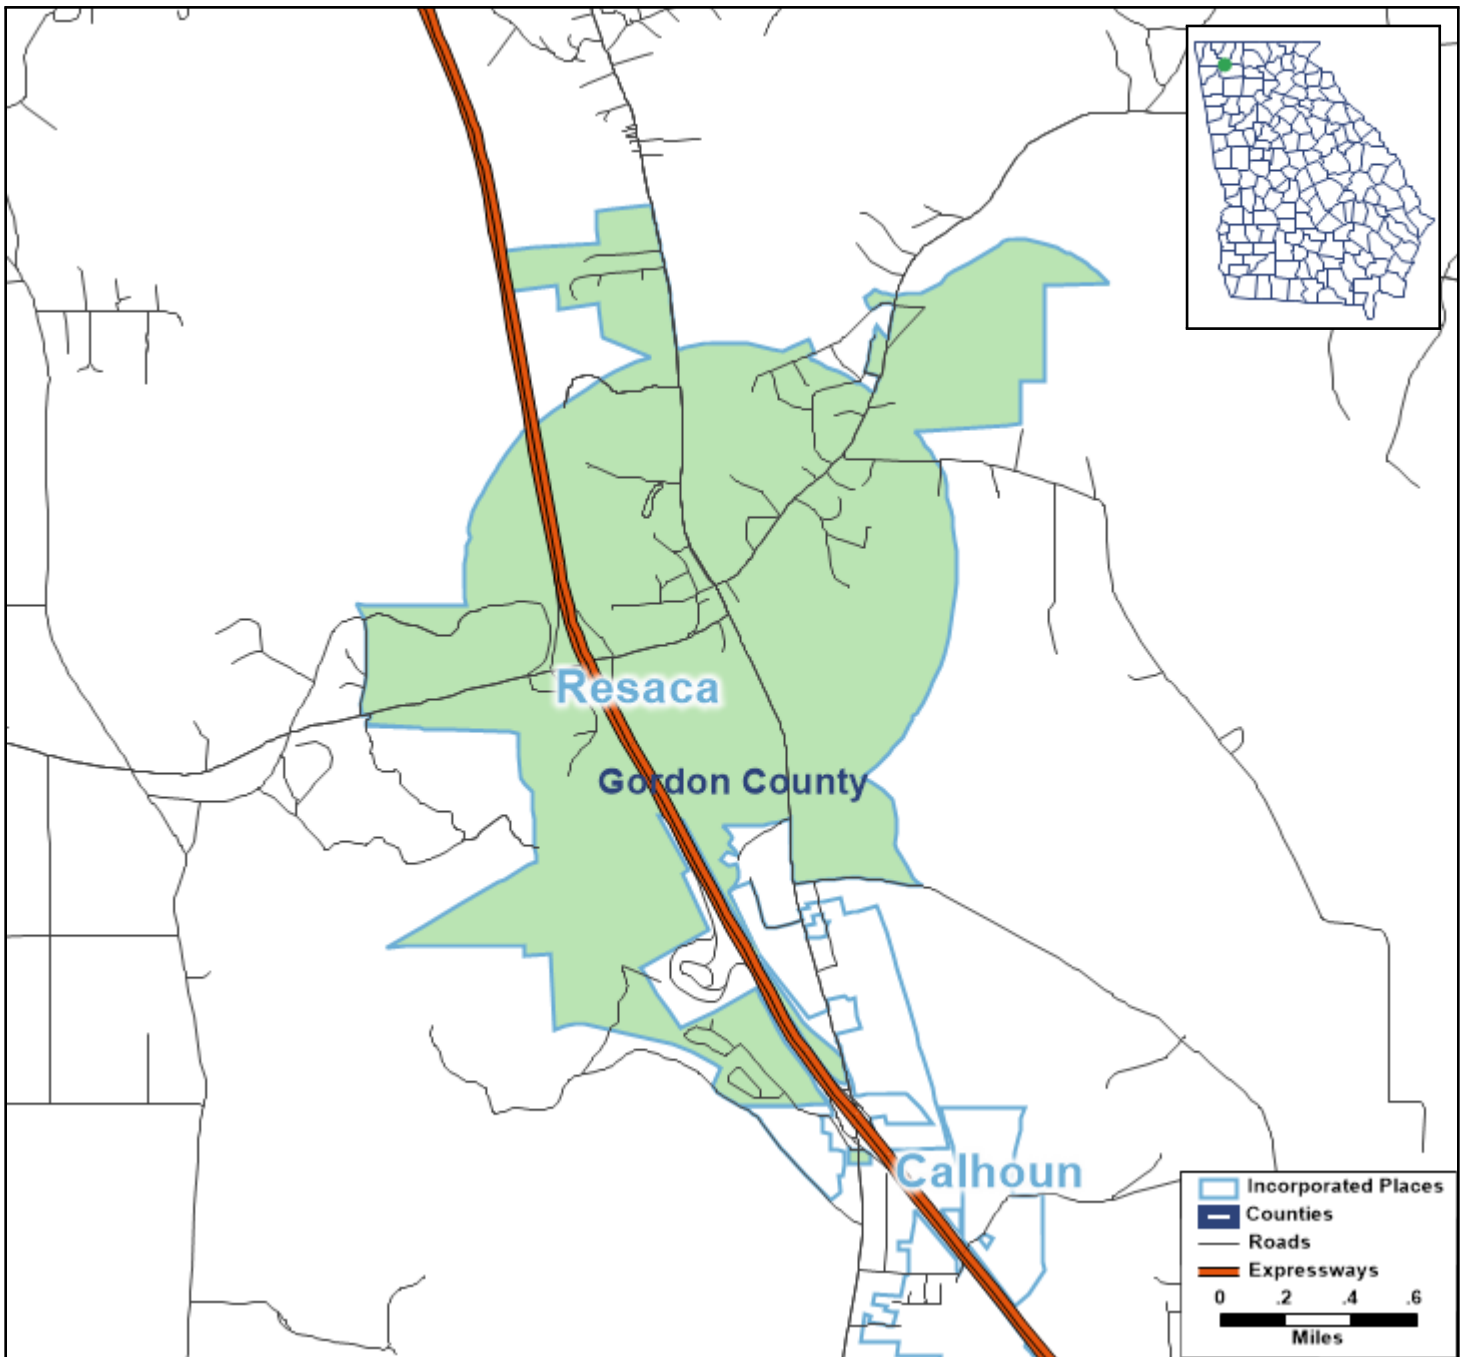 Resaca
Gordon County
Calhoun
Incorporated Places
Counties
Roads
Expressways
0 .2 .4 .6
Miles